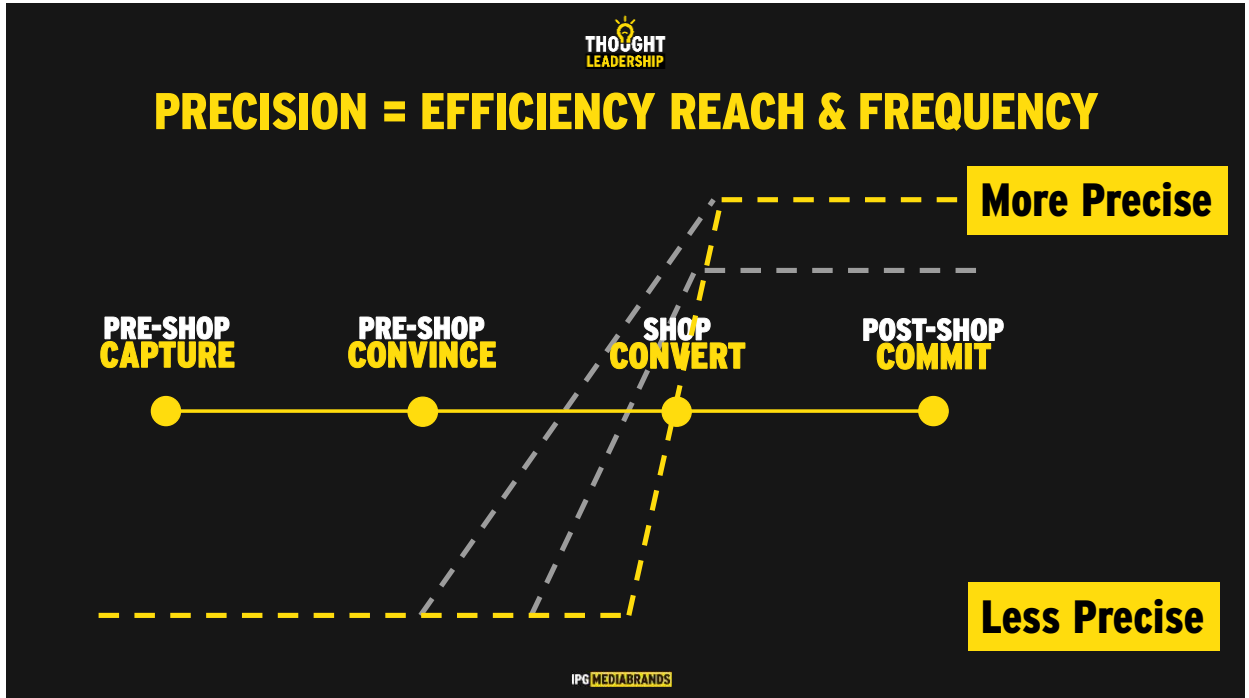 THOUGHT
LEADERSHIP
PRECISION = EFFICIENCY REACH & FREQUENCY
More Precise
PRE-SHOP
CAPTURE
PRE-SHOP
CONVINCE
SHOP
CONVERT
POST-SHOP
COMMIT
Less Precise
IPG MEDIABRANDS